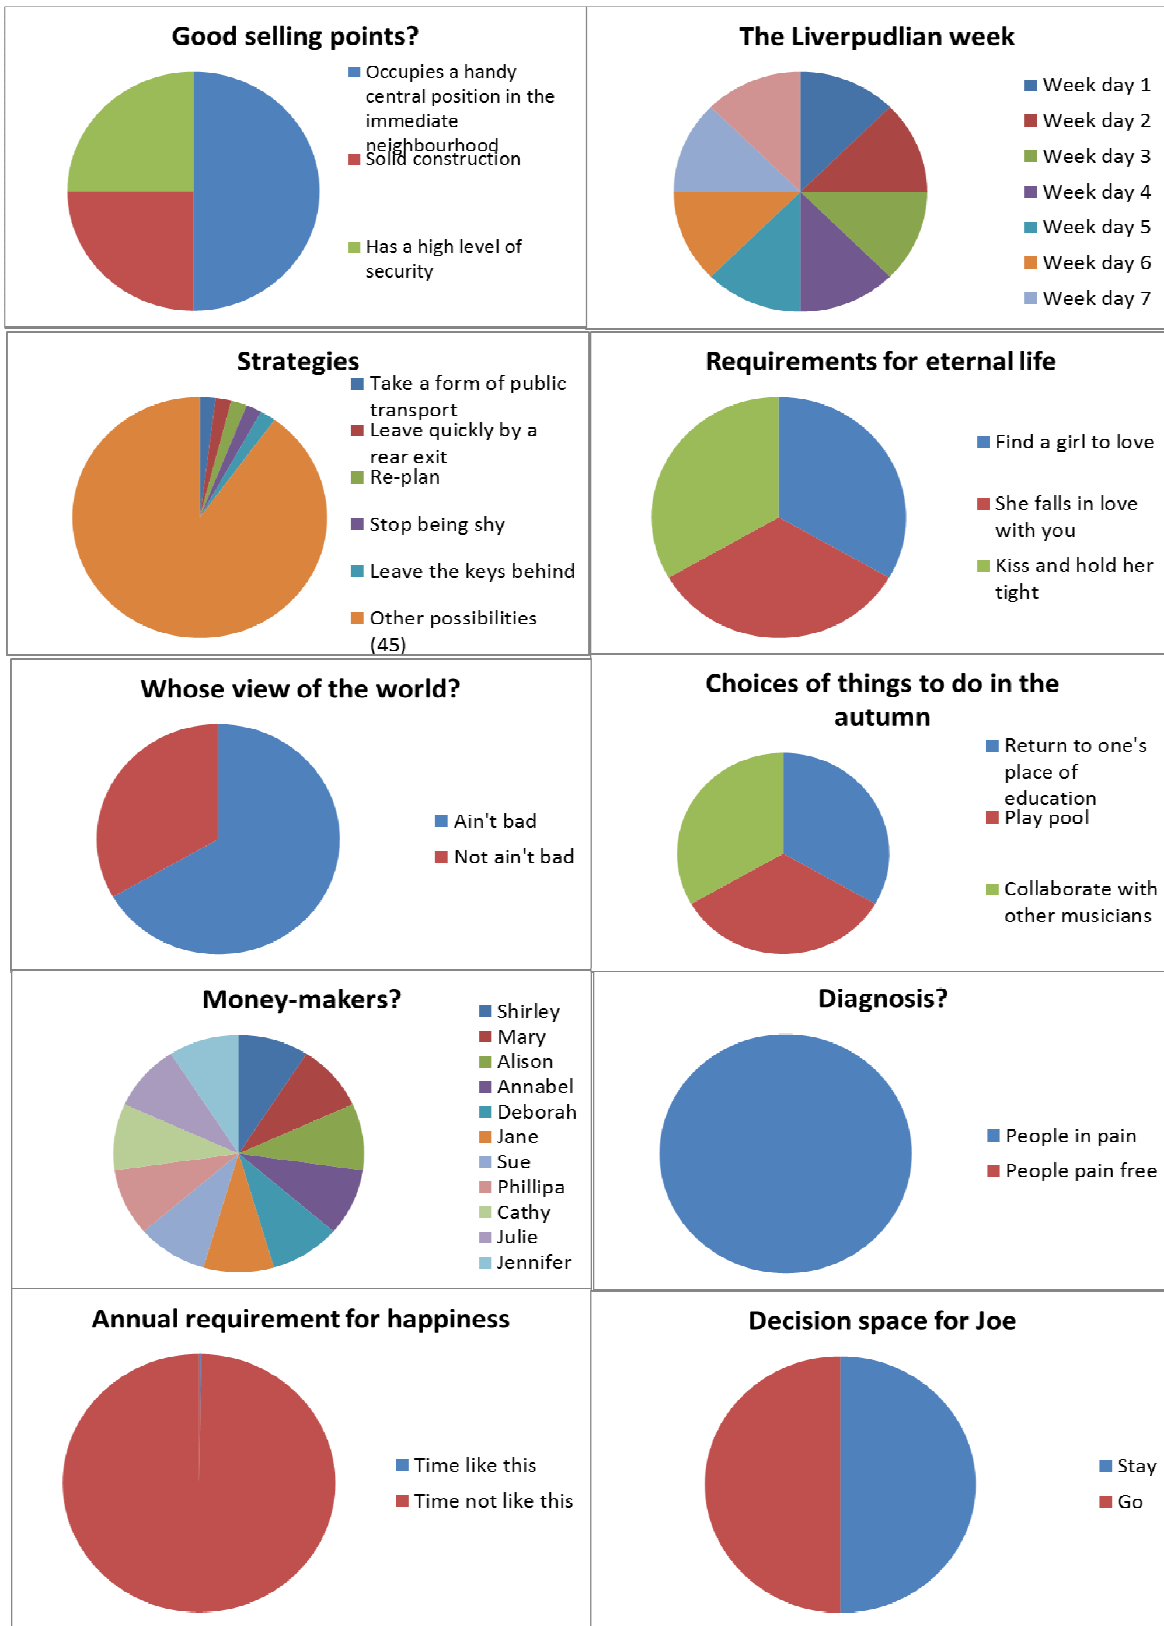 Good selling points?
Occupies a handy
central position in the
immediate
neighbourhood
Solid construction
Has a high level of
security
The Liverpudlian week
Week day 1
Week day 2
Week day 3
Week day 4
Week day 5
Week day 6
Week day 7
Strategies
Take a form of public
transport
Leave quickly by a
rear exit
Re-plan
Stop being shy
Leave the keys behind
Other possibilities
(45)
Requirements for eternal life
Find a girl to love
She falls in love
with you
Kiss and hold her
tight
Whose view of the world?
Ain't bad
Not ain't bad
Choices of things to do in the
autumn
Return to one's
place of
education
Play pool
Collaborate with
other musicians
Money-makers?
Shirley
Mary
Alison
Annabel
Deborah
Jane
Sue
Phillipa
Cathy
Julie
Jennifer
Diagnosis?
People in pain
People pain free
Annual requirement for happiness
Time like this
Time not like this
Decision space for Joe
Stay
Go